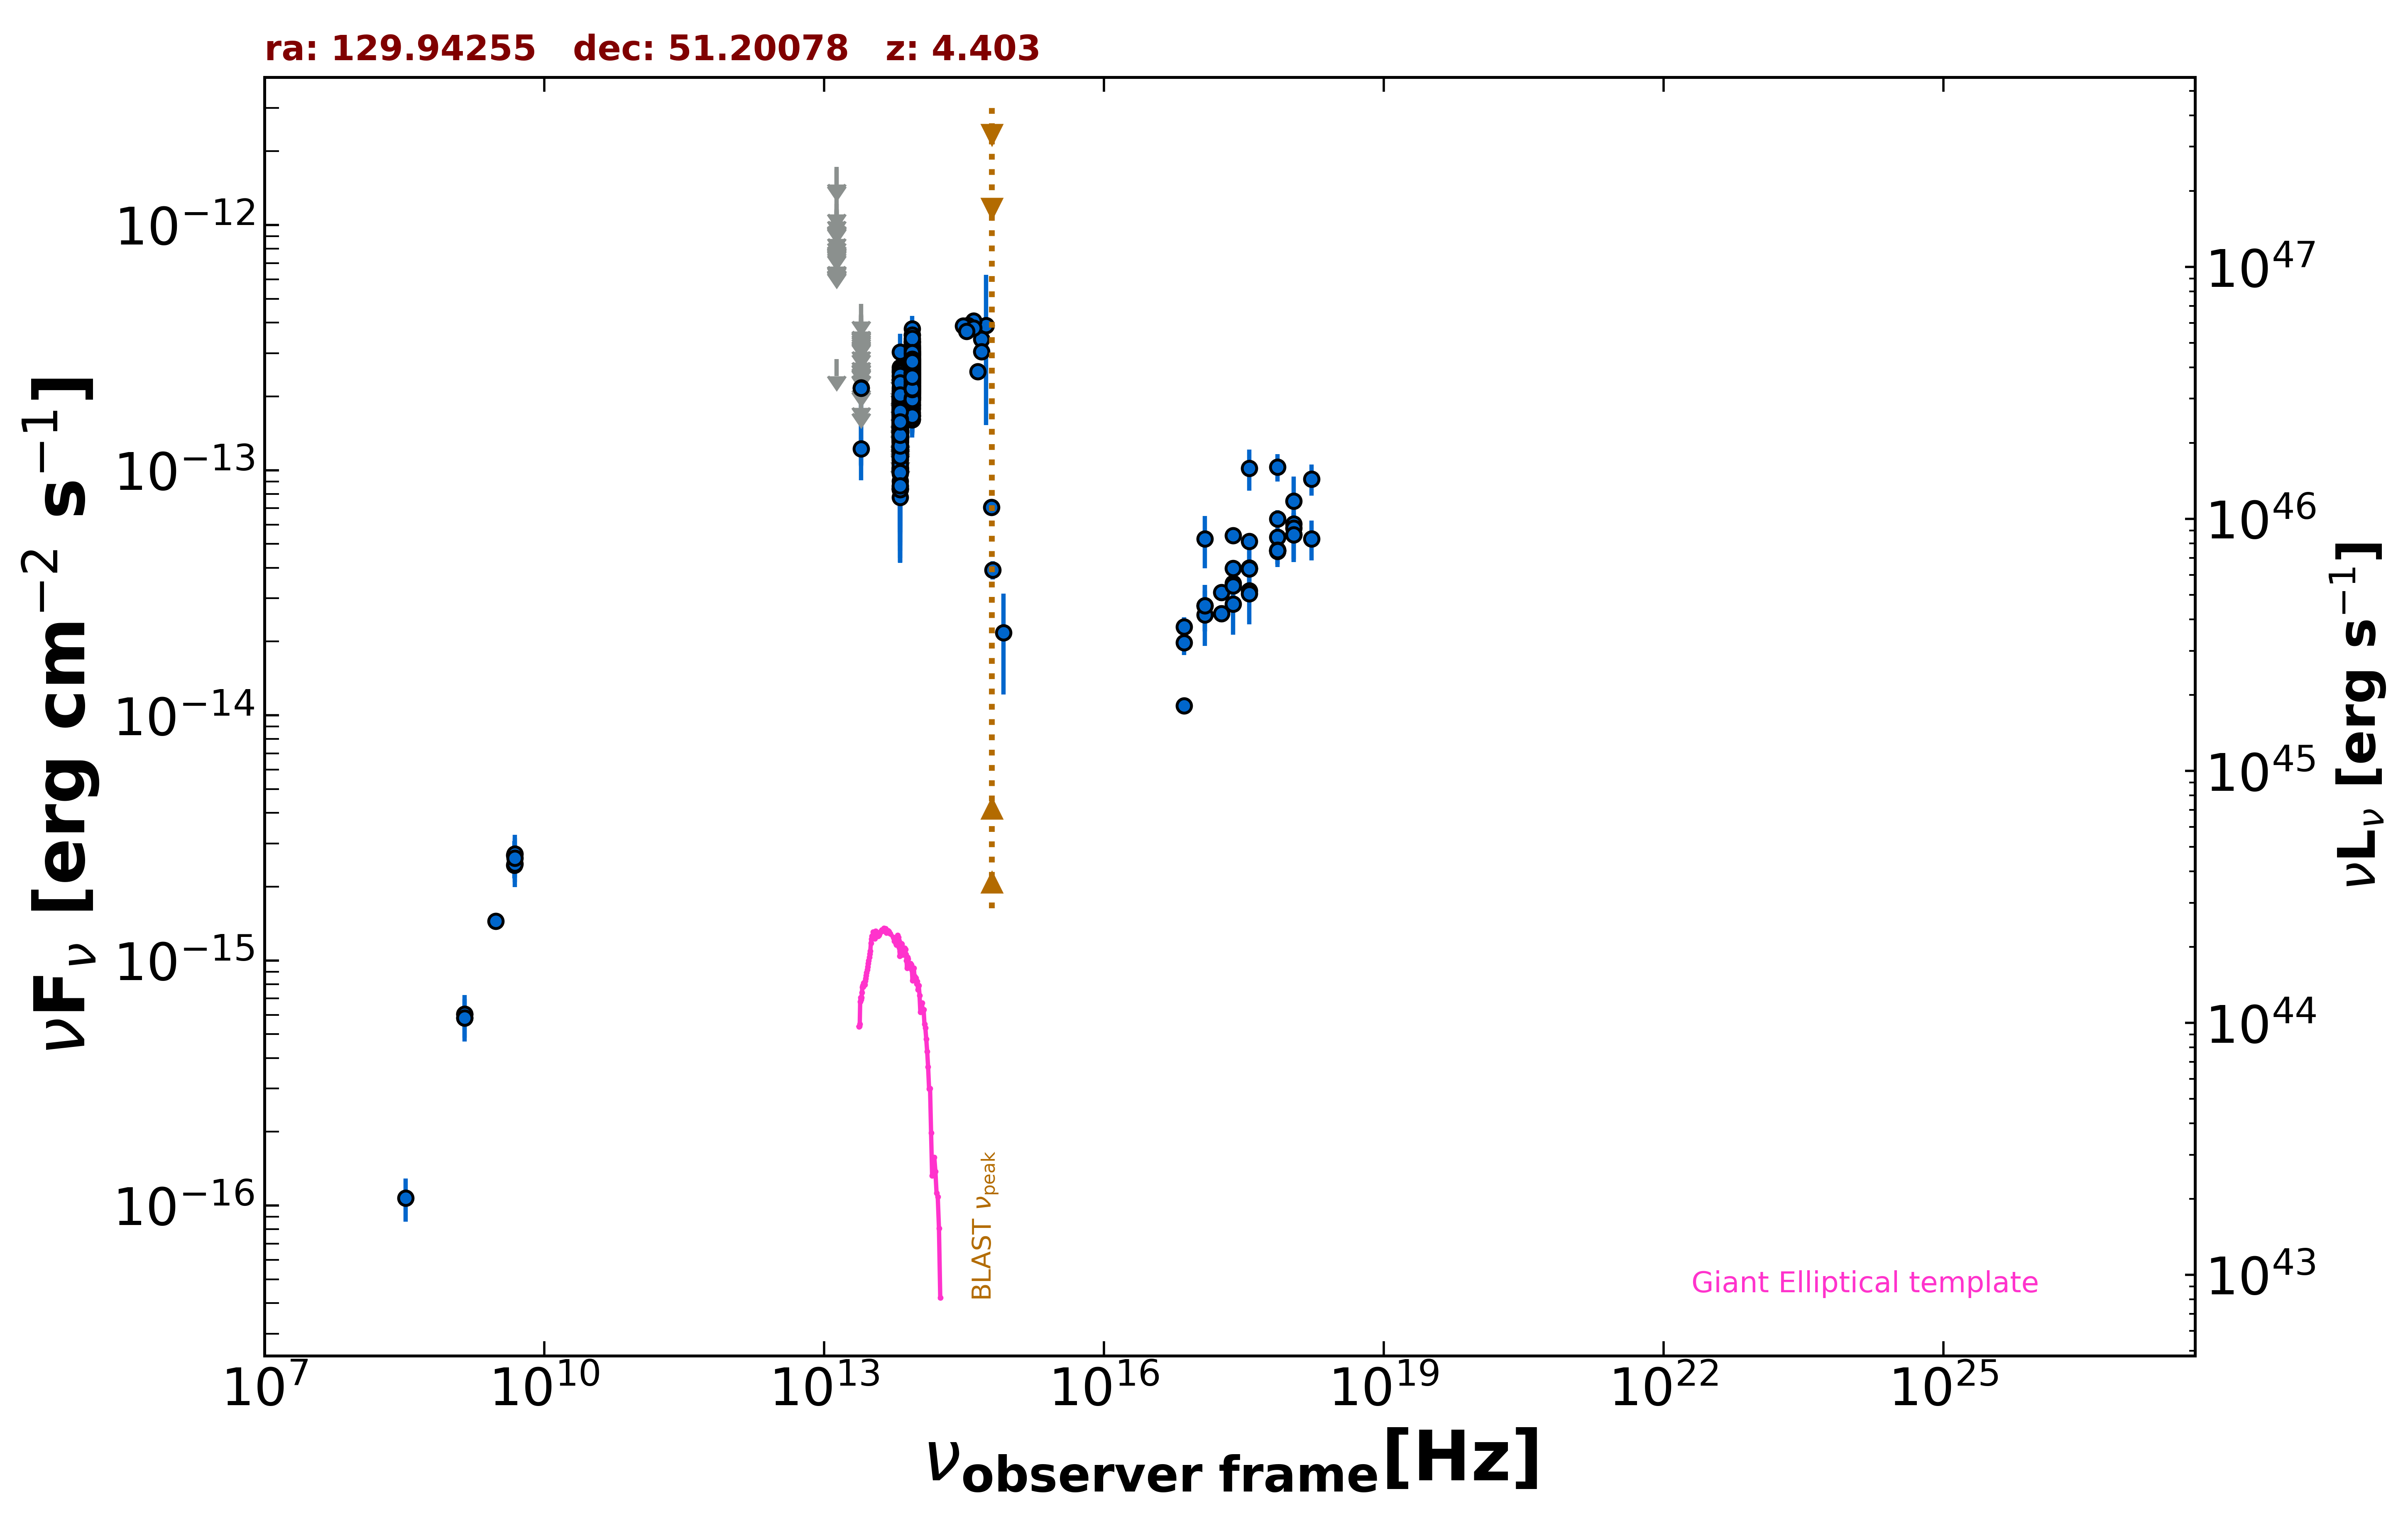 ra: 129.94255   dec: 51.20078   z: 4.403
νF_ν [erg cm^−2 s^−1]
10^−12
10^−13
10^−14
10^−15
10^−16
10^47
10^46
10^45
10^44
10^43
νL_ν [erg s^−1]
BLAST ν_peak
Giant Elliptical template
10^7
10^10
10^13
10^16
10^19
10^22
10^25
ν_observer frame [Hz]